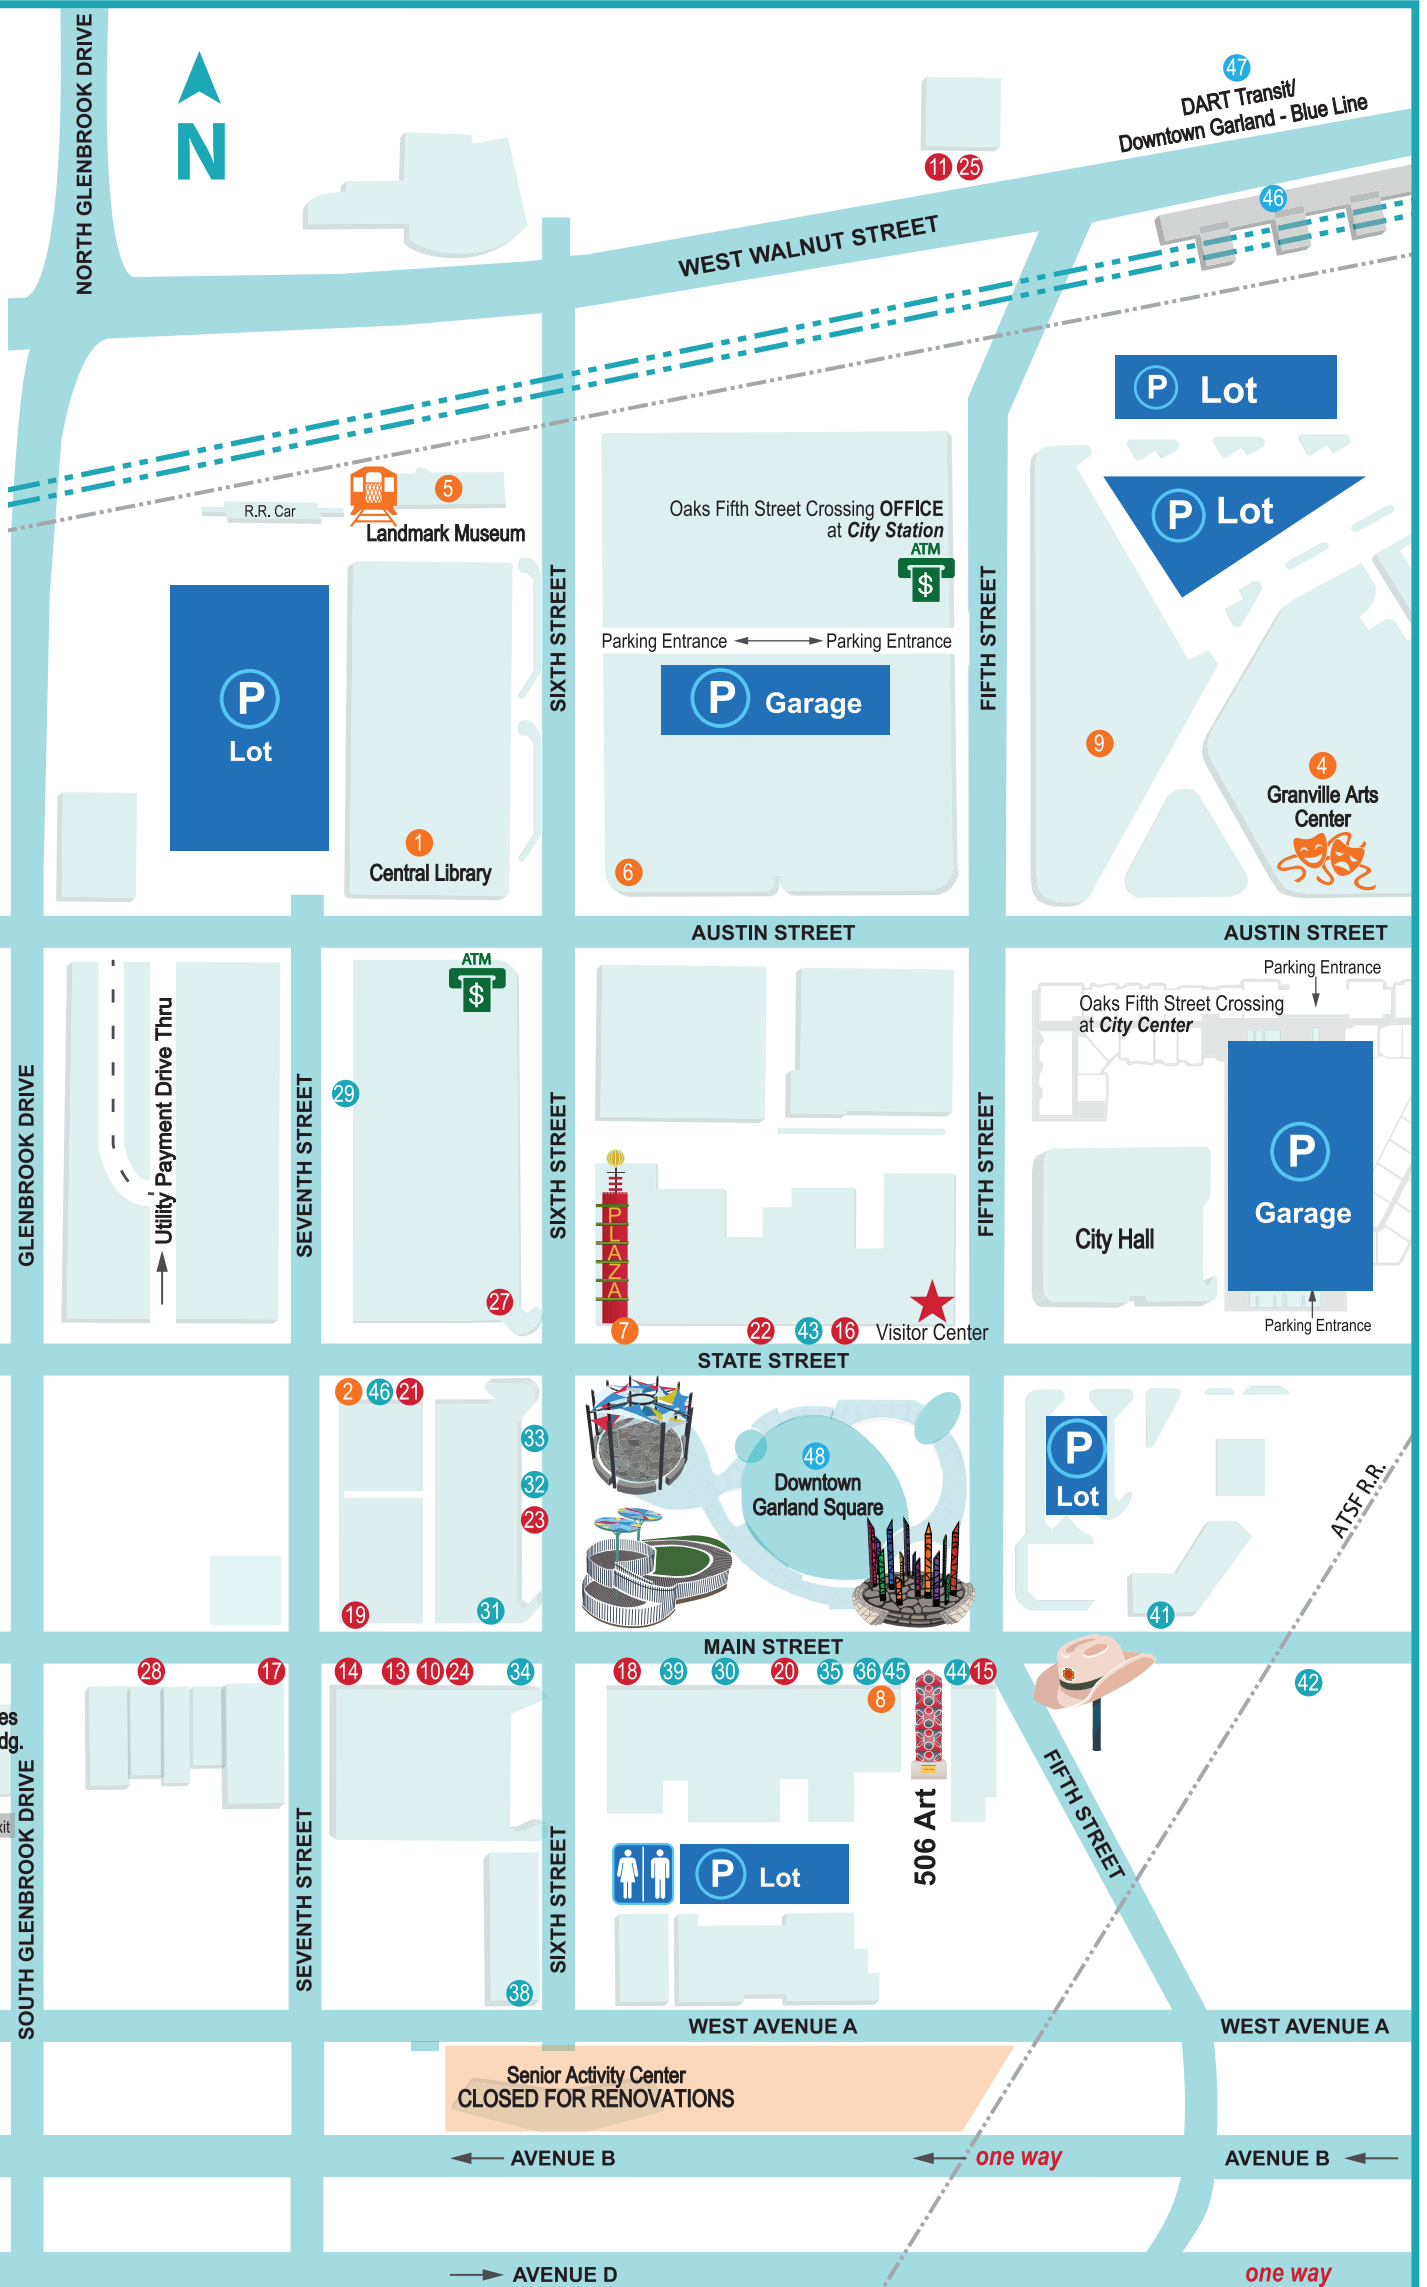 NORTH GLENBROOK DRIVE
N
47
DART Transit/
Downtown Garland - Blue Line
11 25
46
WEST WALNUT STREET
P Lot
P Lot
5
R.R. Car
Landmark Museum
Oaks Fifth Street Crossing OFFICE
at City Station
ATM
$
Parking Entrance Parking Entrance
P Garage
SIXTH STREET
FIFTH STREET
P
Lot
9
4
Granville Arts
Center
1
Central Library
6
AUSTIN STREET
AUSTIN STREET
ATM
$
Parking Entrance
Oaks Fifth Street Crossing
at City Center
Utility Payment Drive Thru
GLENBROOK DRIVE
SEVENTH STREET
29
SIXTH STREET
FIFTH STREET
PLAZA
P
Garage
City Hall
27
7
22 43 16
Visitor Center
Parking Entrance
STATE STREET
2 46 21
33
32
23
48
Downtown
Garland Square
P
Lot
ATSF R.R.
19
31
41
MAIN STREET
28
17
14 13 10 24 34
18 39 30 20 35 36 45 44 15
8
42
es
dg.
xit
SOUTH GLENBROOK DRIVE
SEVENTH STREET
SIXTH STREET
506 Art
FIFTH STREET
P Lot
38
WEST AVENUE A
WEST AVENUE A
Senior Activity Center
CLOSED FOR RENOVATIONS
AVENUE B
one way
AVENUE B
AVENUE D
one way